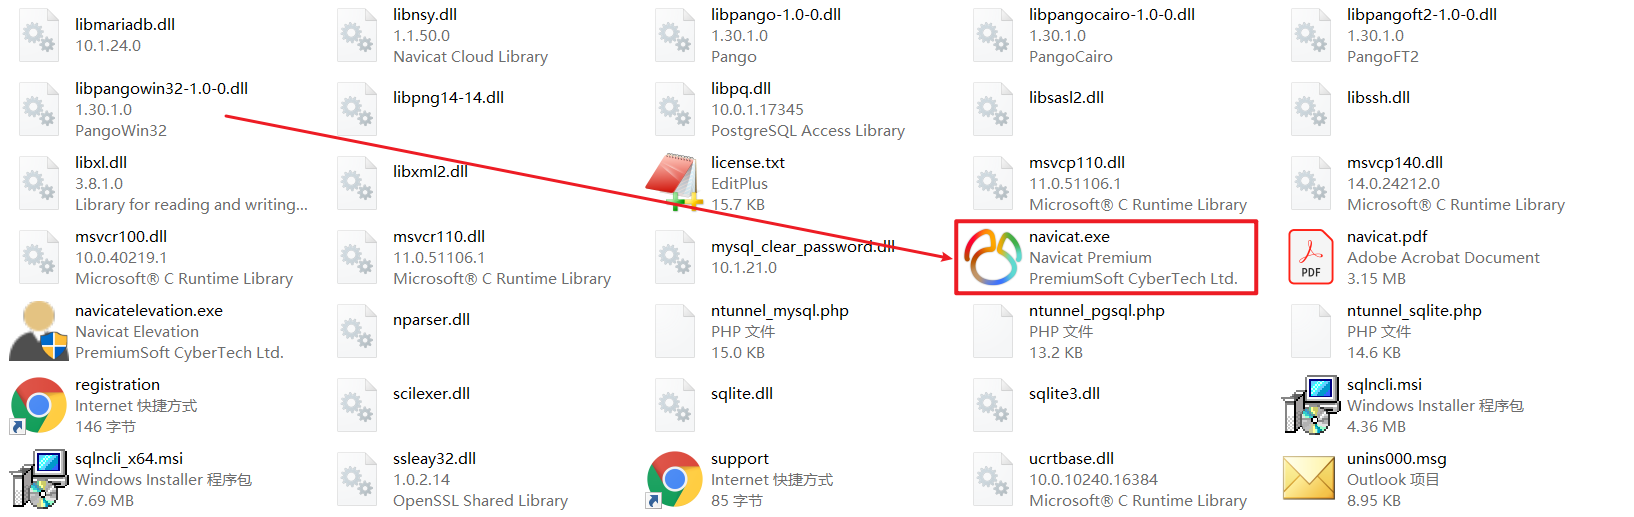 libmariadb.dll
10.1.24.0
libnsy.dll
1.1.50.0
Navicat Cloud Library
libpango-1.0-0.dll
1.30.1.0
Pango
libpangocairo-1.0-0.dll
1.30.1.0
PangoCairo
libpangoft2-1.0-0.dll
1.30.1.0
PangoFT2
libpangowin32-1.0-0.dll
1.30.1.0
PangoWin32
libpng14-14.dll
libpq.dll
10.0.1.17345
PostgreSQL Access Library
libsasl2.dll
libssh.dll
libxl.dll
3.8.1.0
Library for reading and writing...
libxml2.dll
license.txt
EditPlus
15.7 KB
msvcp110.dll
11.0.51106.1
Microsoft® C Runtime Library
msvcp140.dll
14.0.24212.0
Microsoft® C Runtime Library
msvcr100.dll
10.0.40219.1
Microsoft® C Runtime Library
msvcr110.dll
11.0.51106.1
Microsoft® C Runtime Library
mysql_clear_password.dll
10.1.21.0
navicat.exe
Navicat Premium
PremiumSoft CyberTech Ltd.
PDF
navicat.pdf
Adobe Acrobat Document
3.15 MB
navicatelevation.exe
Navicat Elevation
PremiumSoft CyberTech Ltd.
nparser.dll
ntunnel_mysql.php
PHP 文件
15.0 KB
ntunnel_pgsql.php
PHP 文件
13.2 KB
ntunnel_sqlite.php
PHP 文件
14.6 KB
registration
Internet 快捷方式
146 字节
scilexer.dll
sqlite.dll
sqlite3.dll
sqlncli.msi
Windows Installer 程序包
4.36 MB
sqlncli_x64.msi
Windows Installer 程序包
7.69 MB
ssleay32.dll
1.0.2.14
OpenSSL Shared Library
support
Internet 快捷方式
85 字节
ucrtbase.dll
10.0.10240.16384
Microsoft® C Runtime Library
unins000.msg
Outlook 项目
8.95 KB